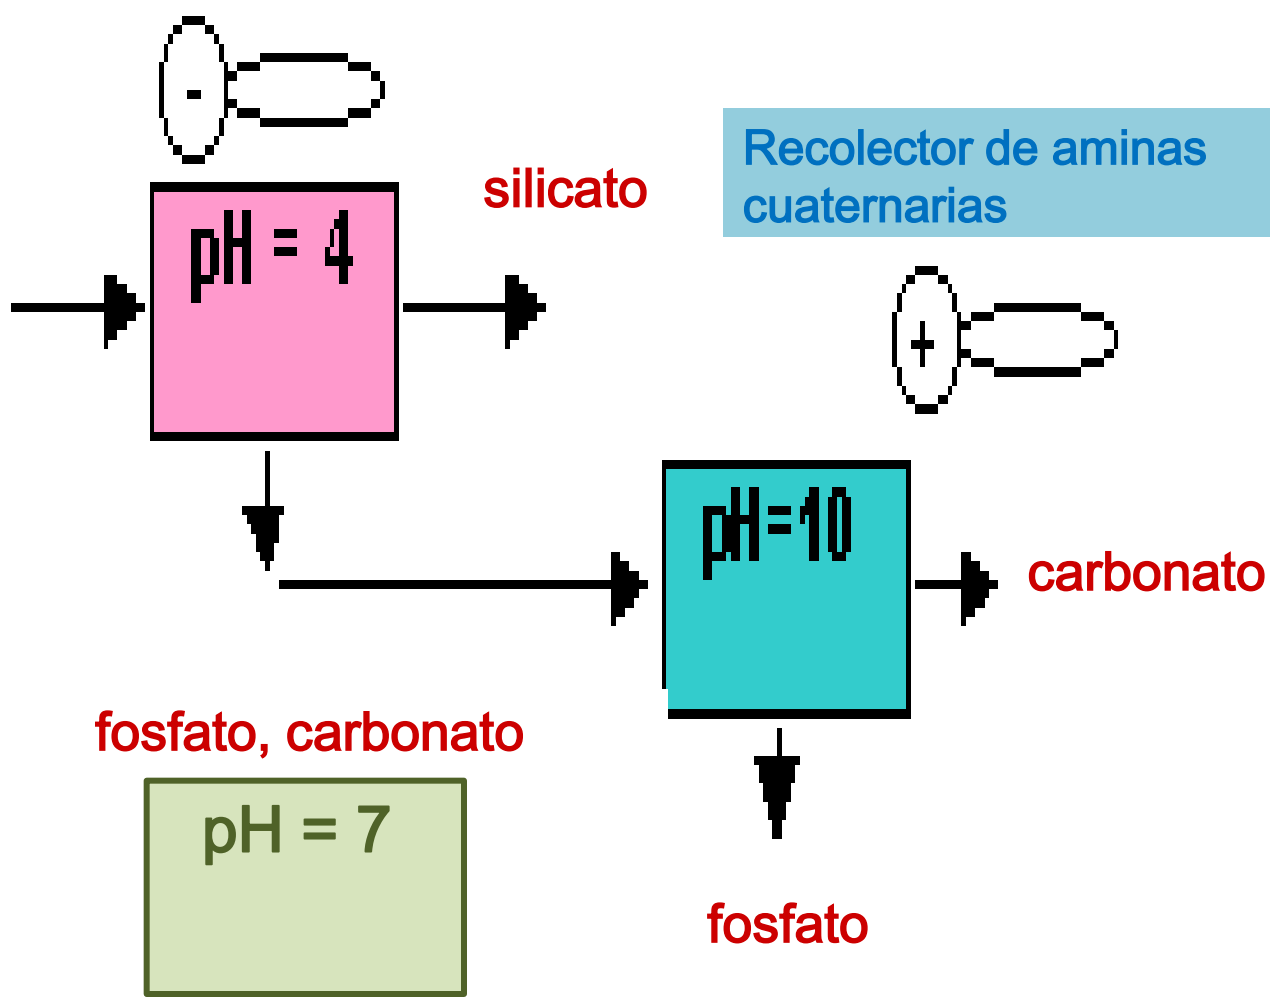 -
pH = 4
silicato
Recolector de aminas
cuaternarias
+
pH=10
carbonato
fosfato, carbonato
pH = 7
fosfato